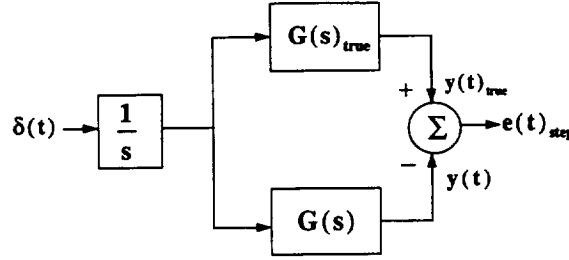 G(s)true
+
y(t)true
δ(t)
1
s
Σ
e(t)step
−
y(t)
G(s)